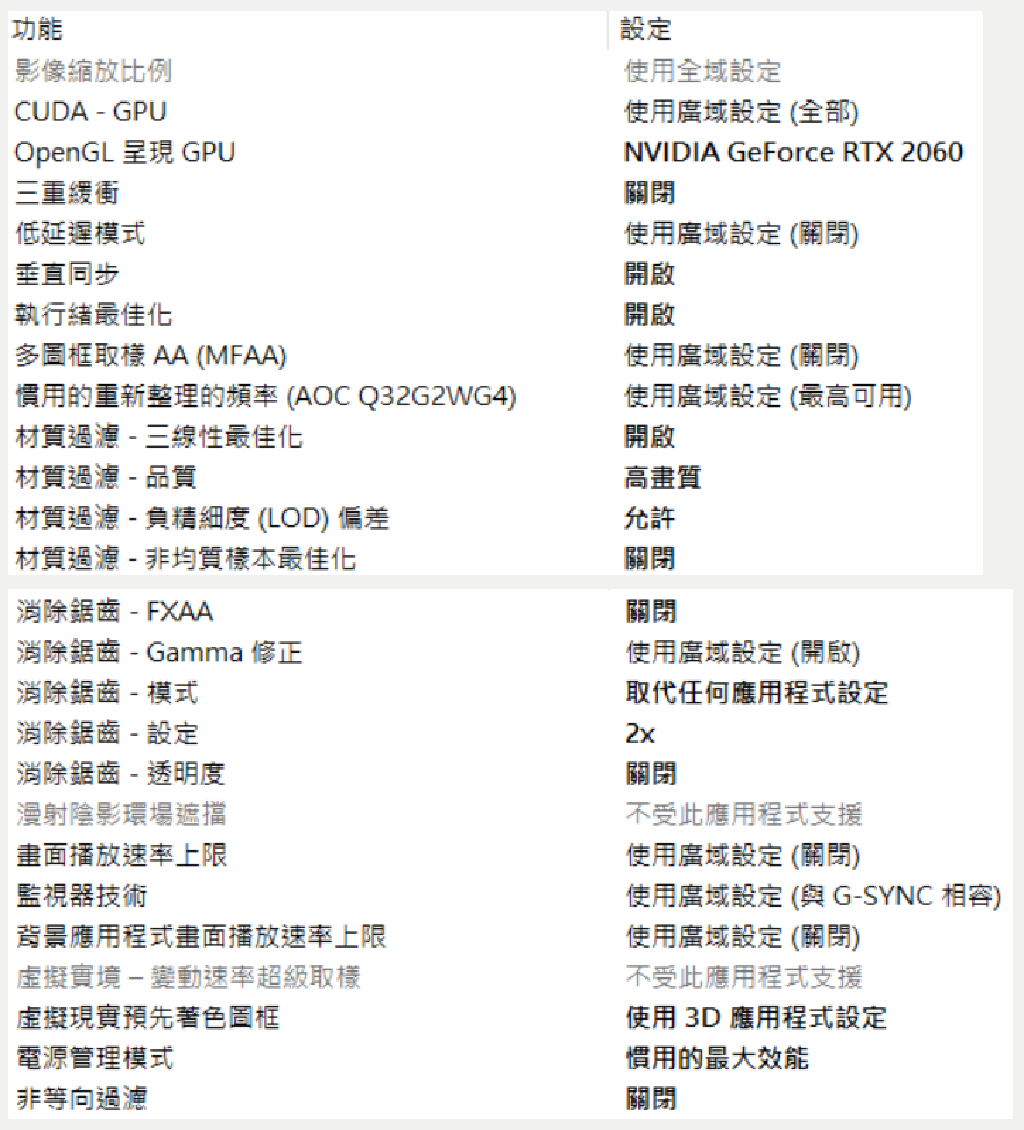 功能 設定
影像縮放比例 使用全域設定
CUDA - GPU 使用廣域設定 (全部)
OpenGL 呈現 GPU NVIDIA GeForce RTX 2060
三重緩衝 關閉
低延遲模式 使用廣域設定 (關閉)
垂直同步 開啟
執行緒最佳化 開啟
多圖框取樣 AA (MFAA) 使用廣域設定 (關閉)
慣用的重新整理的頻率 (AOC Q32G2WG4) 使用廣域設定 (最高可用)
材質過濾 - 三線性最佳化 開啟
材質過濾 - 品質 高畫質
材質過濾 - 負精細度 (LOD) 偏差 允許
材質過濾 - 非均質樣本最佳化 關閉
消除鋸齒 - FXAA 關閉
消除鋸齒 - Gamma 修正 使用廣域設定 (開啟)
消除鋸齒 - 模式 取代任何應用程式設定
消除鋸齒 - 設定 2x
消除鋸齒 - 透明度 關閉
漫射陰影環場遮擋 不受此應用程式支援
畫面播放速率上限 使用廣域設定 (關閉)
監視器技術 使用廣域設定 (與 G-SYNC 相容)
背景應用程式畫面播放速率上限 使用廣域設定 (關閉)
虛擬實境 – 變動速率超級取樣 不受此應用程式支援
虛擬現實預先著色圖框 使用 3D 應用程式設定
電源管理模式 慣用的最大效能
非等向過濾 關閉